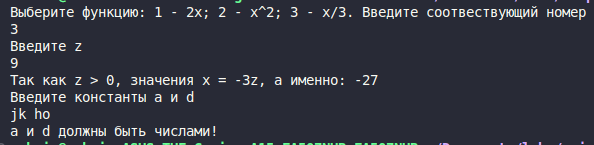 Выберите функцию: 1 - 2x; 2 - x^2; 3 - x/3. Введите соотвествующий номер
3
Введите z
9
Так как z > 0, значения x = -3z, а именно: -27
Введите константы a и d
jk ho
a и d должны быть числами!